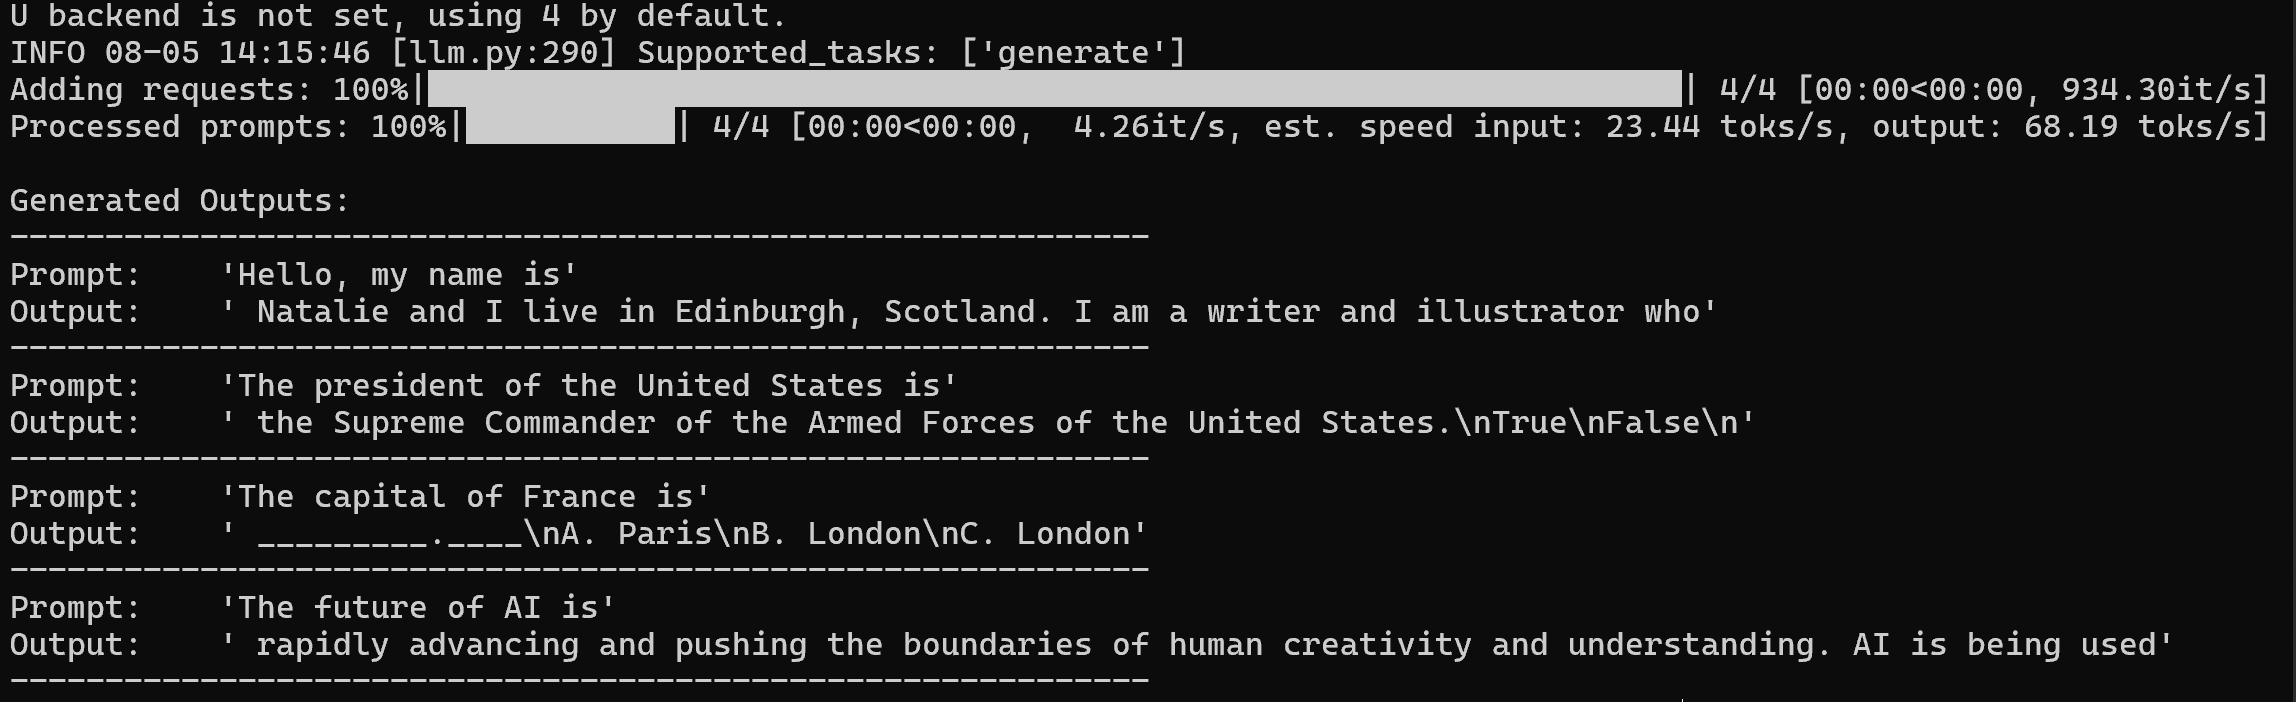 U backend is not set, using 4 by default.
INFO 08-05 14:15:46 [llm.py:290] Supported_tasks: ['generate']
Adding requests: 100%|██████████| 4/4 [00:00<00:00, 934.30it/s]
Processed prompts: 100%|██████████| 4/4 [00:00<00:00,  4.26it/s, est. speed input: 23.44 toks/s, output: 68.19 toks/s]
Generated Outputs:
------------------------------------------------------------
Prompt:    'Hello, my name is'
Output:    ' Natalie and I live in Edinburgh, Scotland. I am a writer and illustrator who'
------------------------------------------------------------
Prompt:    'The president of the United States is'
Output:    ' the Supreme Commander of the Armed Forces of the United States.\nTrue\nFalse\n'
------------------------------------------------------------
Prompt:    'The capital of France is'
Output:    ' _________.____\nA. Paris\nB. London\nC. London'
------------------------------------------------------------
Prompt:    'The future of AI is'
Output:    ' rapidly advancing and pushing the boundaries of human creativity and understanding. AI is being used'
------------------------------------------------------------